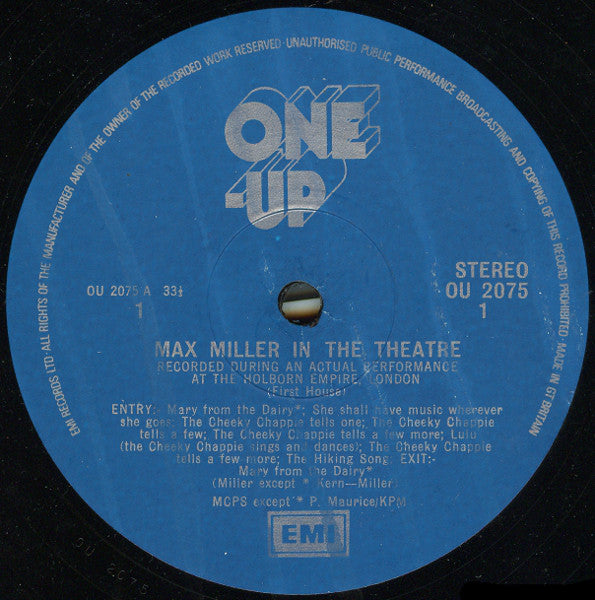 EMI RECORDS LTD·ALL RIGHTS OF THE MANUFACTURER AND OF THE OWNER OF THE RECORDED WORK RESERVED·UNAUTHORISED PUBLIC PERFORMANCE BROADCASTING AND COPYING OF THIS RECORD PROHIBITED MADE IN GT BRITAIN
ONE
-UP
OU 2075 A 33⅓
1
STEREO
OU 2075
1
MAX MILLER IN THE THEATRE
RECORDED DURING AN ACTUAL PERFORMANCE
AT THE HOLBORN EMPIRE, LONDON
(First House)
ENTRY:- Mary from the Dairy*; She shall have music wherever
she goes; The Cheeky Chappie tells one; The Cheeky Chappie
tells a few; The Cheeky Chappie tells a few more; Lulu
(the Cheeky Chappie sings and dances); The Cheeky Chappie
tells a few more; The Hiking Song; EXIT:-
Mary from the Dairy*
(Miller except * Kern—Miller)
MCPS except * P. Maurice/KPM
EMI
OU 2075